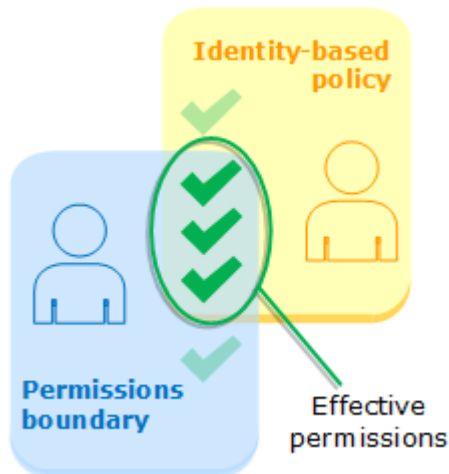 Identity-based
policy
Permissions
boundary
Effective
permissions